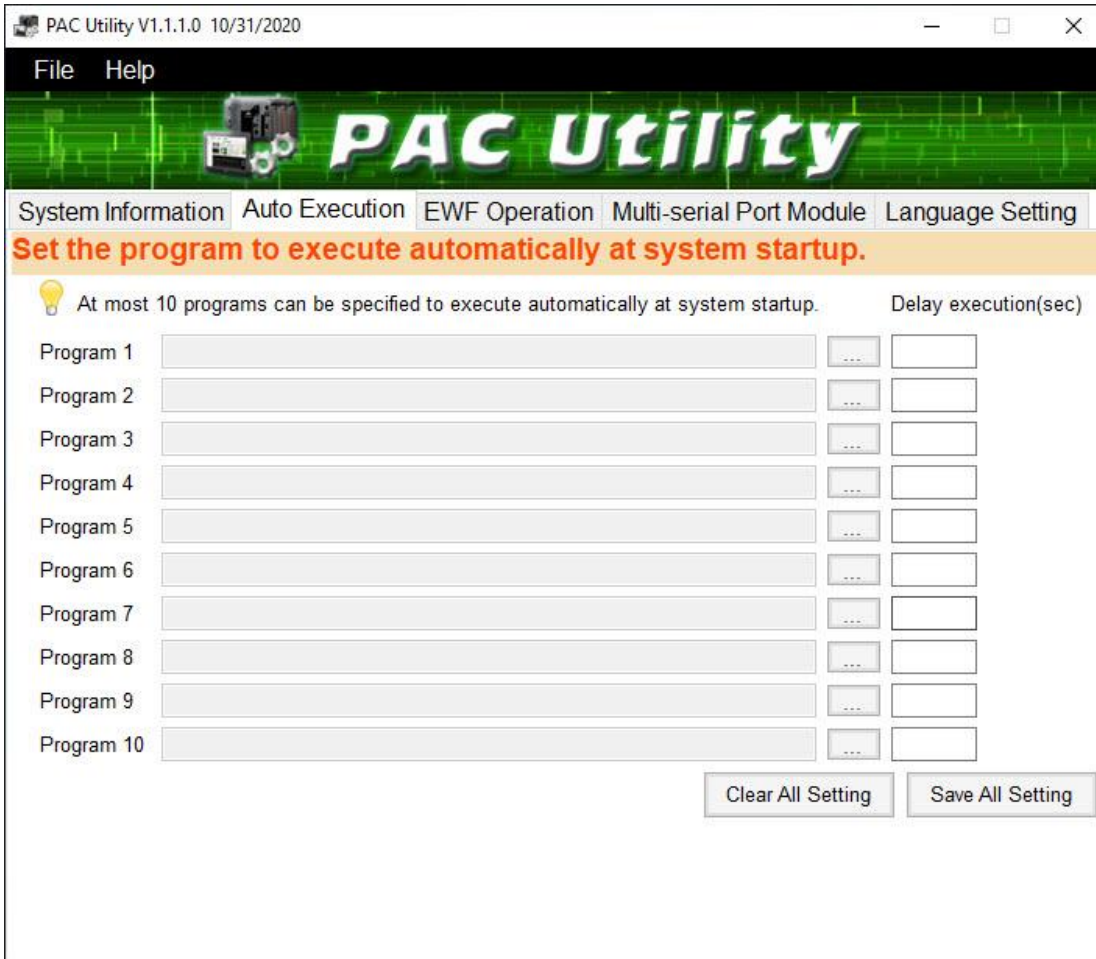 PAC Utility V1.1.1.0 10/31/2020
File Help
PAC Utility
System Information Auto Execution EWF Operation Multi-serial Port Module Language Setting
Set the program to execute automatically at system startup.
At most 10 programs can be specified to execute automatically at system startup. Delay execution(sec)
Program 1 ...
Program 2 ...
Program 3 ...
Program 4 ...
Program 5 ...
Program 6 ...
Program 7 ...
Program 8 ...
Program 9 ...
Program 10 ...
Clear All Setting Save All Setting